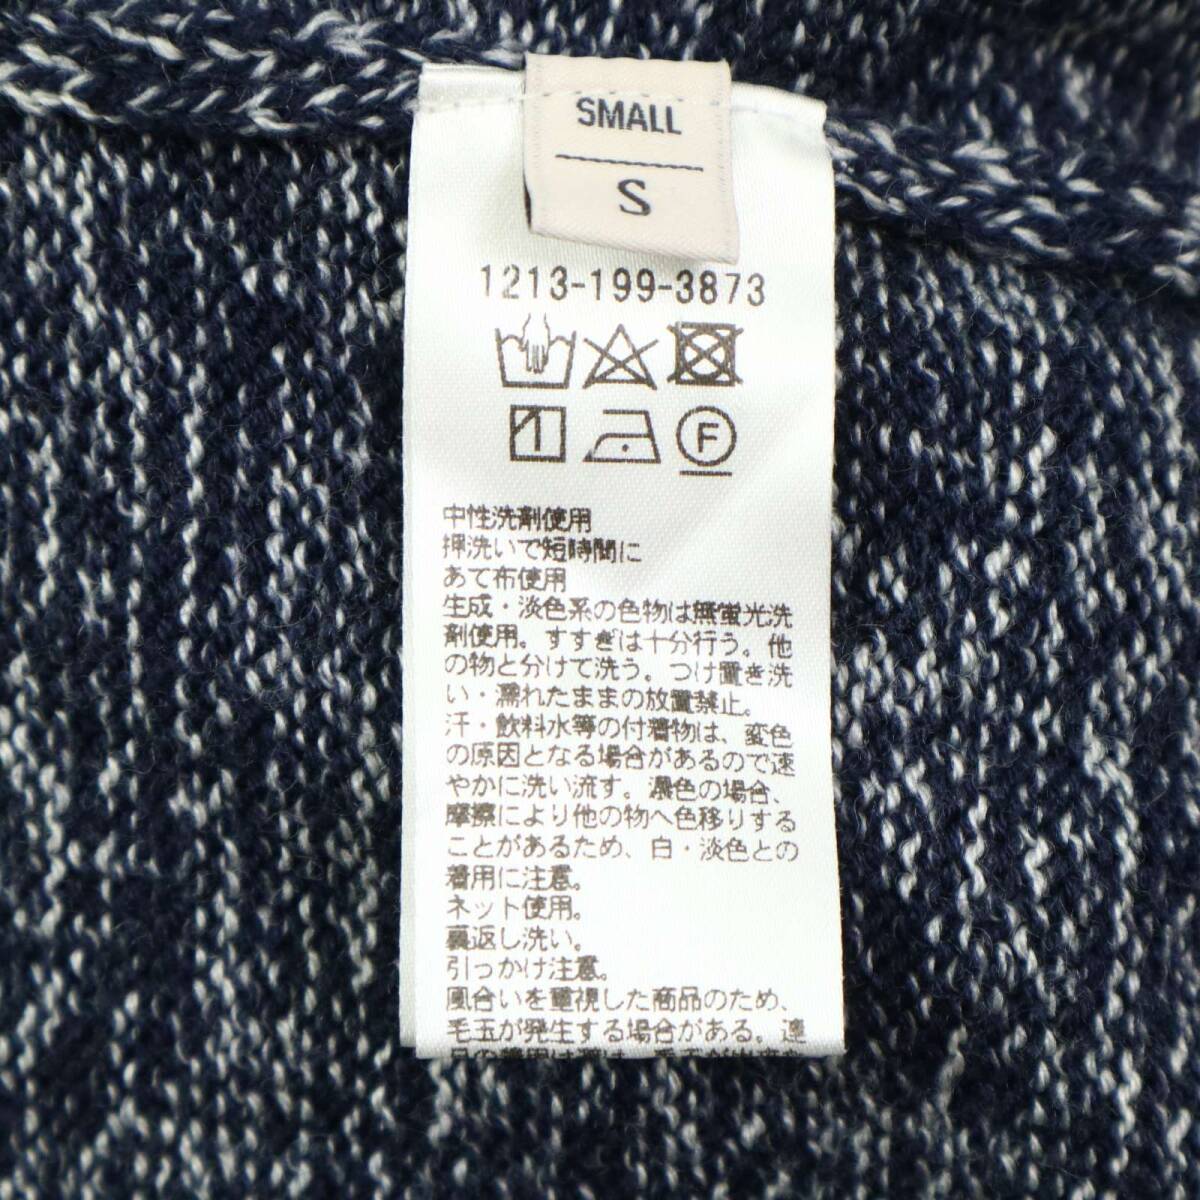 SMALL
S
1213-199-3873
F
中性洗剤使用
押洗いで短時間に
あて布使用
生成・淡色系の色物は無蛍光洗
剤使用。すすぎは十分行う。他
の物と分けて洗う。つけ置き洗
い・濡れたままの放置禁止。
汗・飲料水等の付着物は、変色
の原因となる場合があるので速
やかに洗い流す。濃色の場合、
摩擦により他の物へ色移りする
ことがあるため、白・淡色との
着用に注意。
ネット使用。
裏返し洗い。
引っかけ注意。
風合いを重視した商品のため、
毛玉が発生する場合がある。連